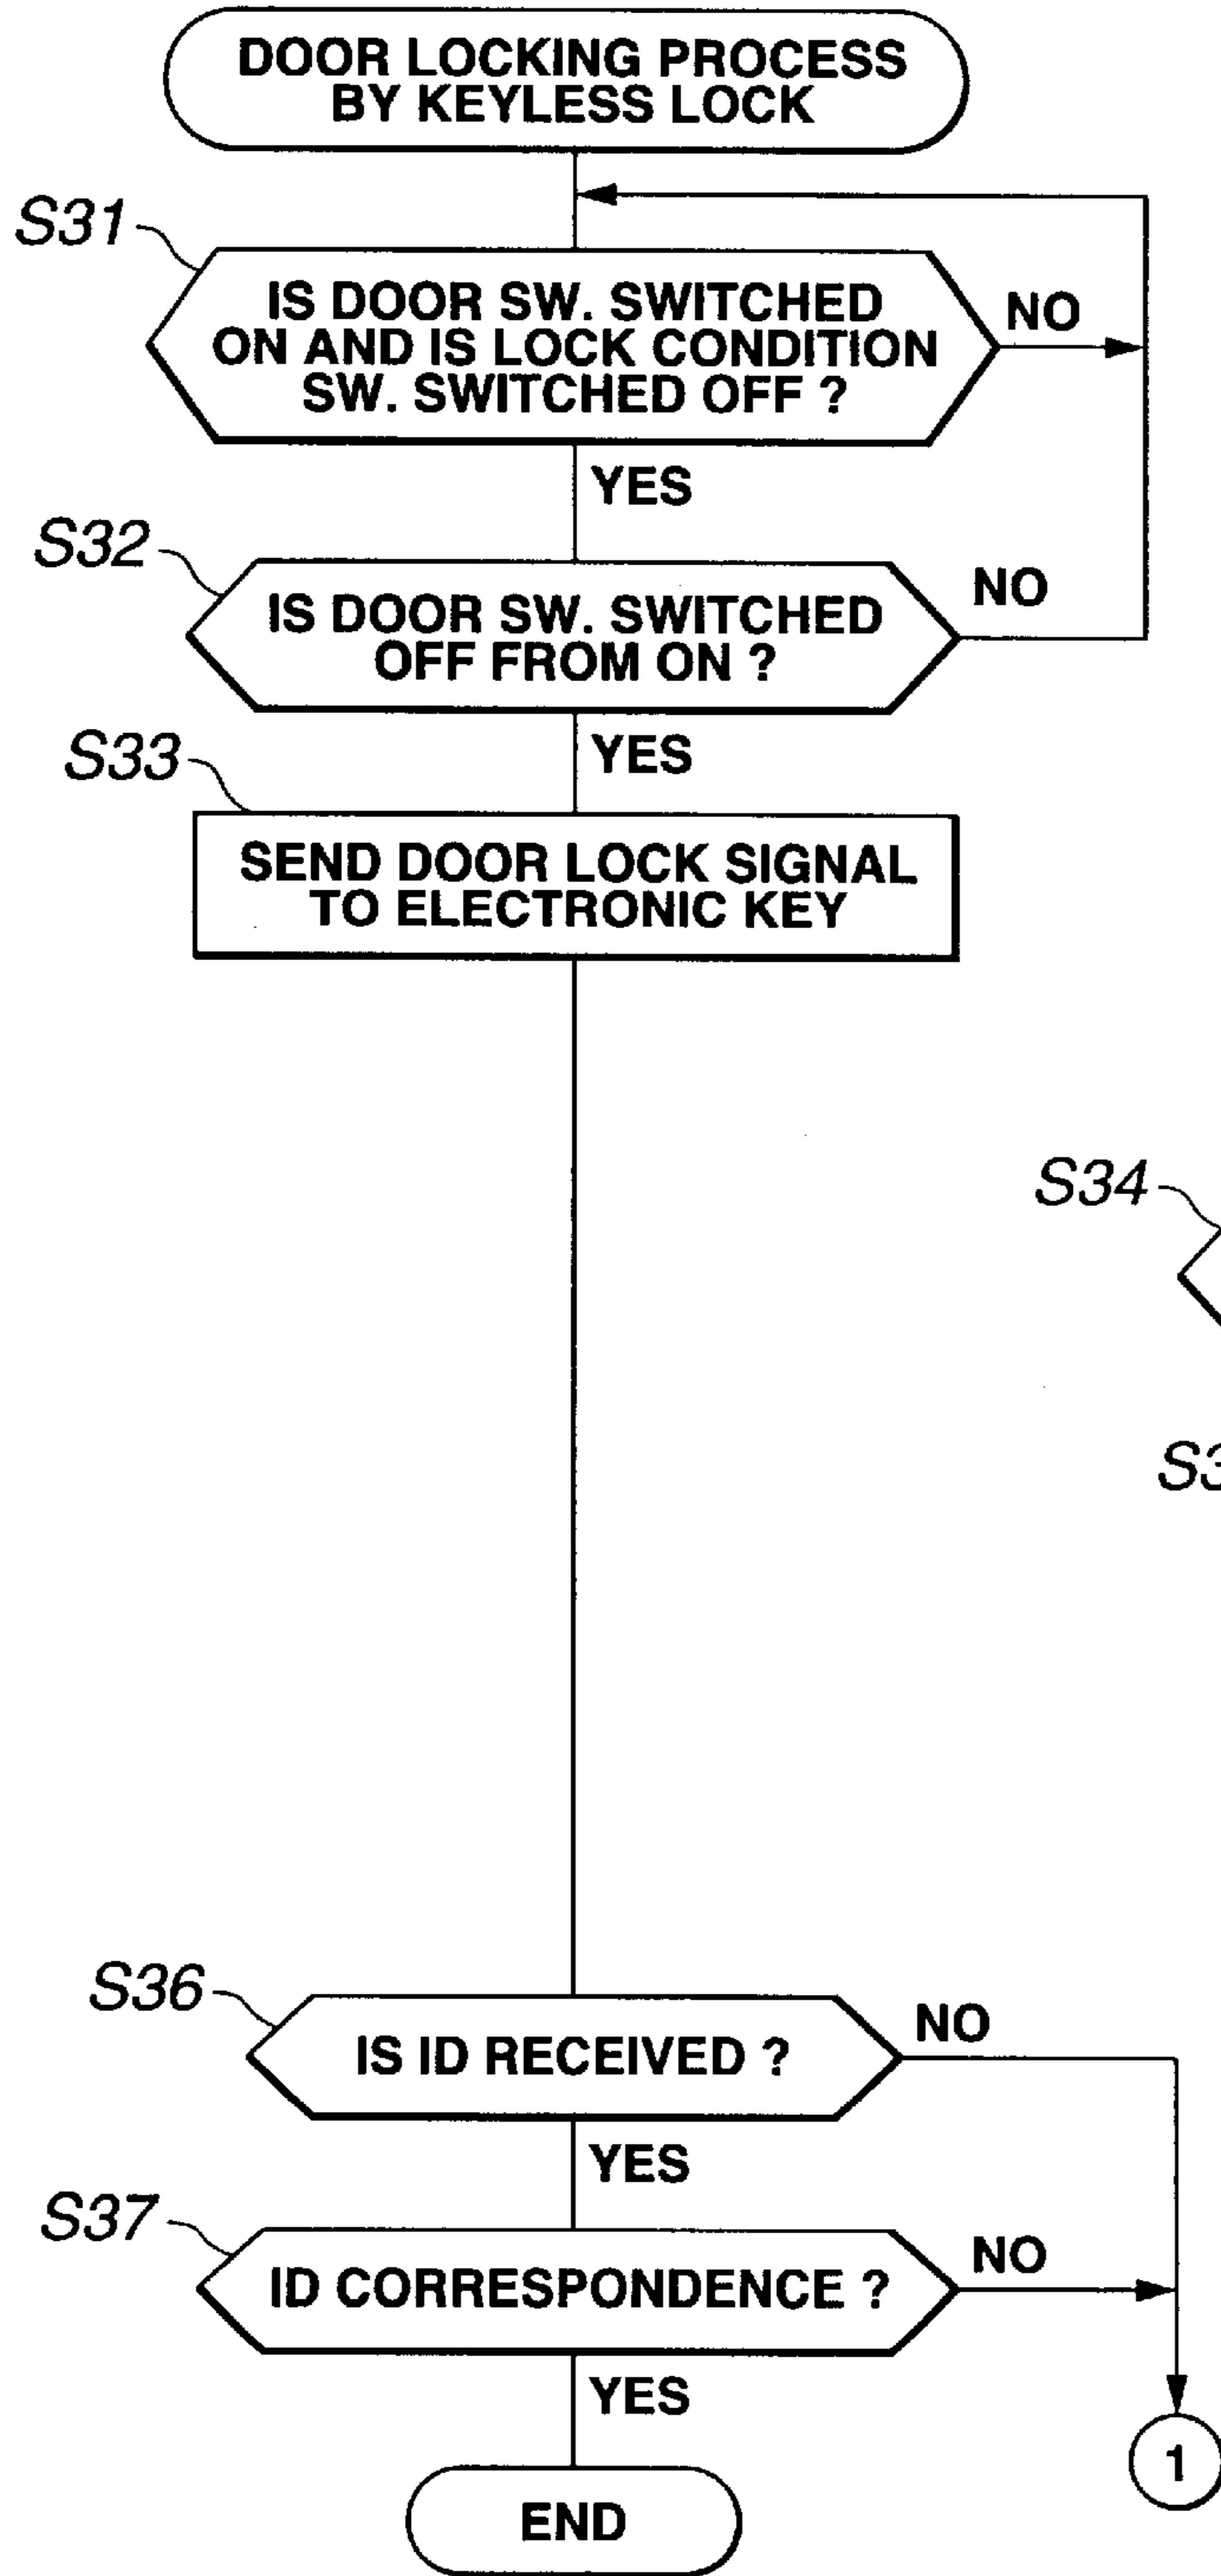 DOOR LOCKING PROCESS
BY KEYLESS LOCK
S31
IS DOOR SW. SWITCHED
ON AND IS LOCK CONDITION
SW. SWITCHED OFF ?
NO
YES
S32
IS DOOR SW. SWITCHED
OFF FROM ON ?
NO
YES
S33
SEND DOOR LOCK SIGNAL
TO ELECTRONIC KEY
S34
S36
IS ID RECEIVED ?
NO
YES
S37
ID CORRESPONDENCE ?
NO
YES
1
END